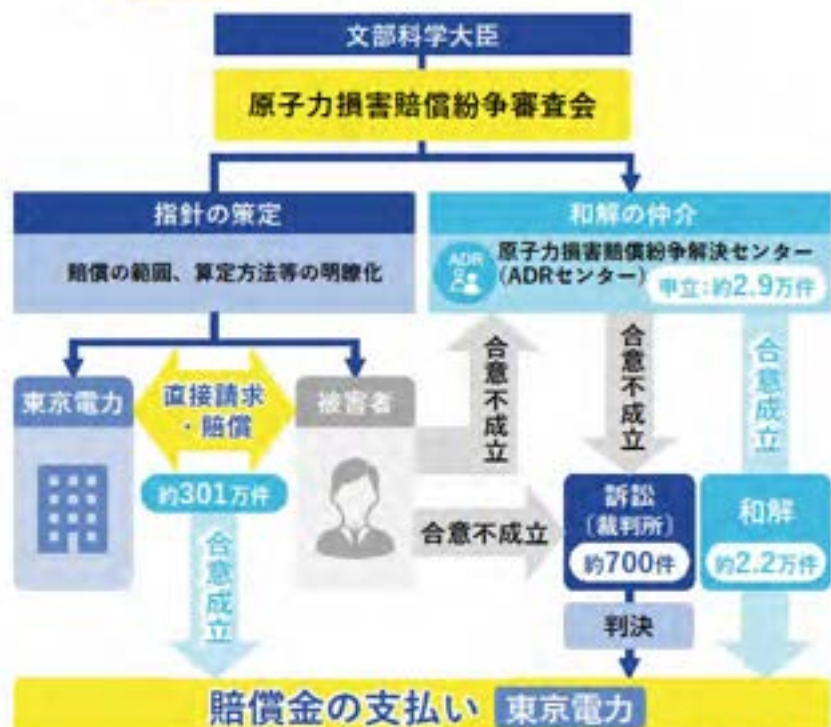 文部科学大臣
原子力損害賠償紛争審査会
指針の策定
賠償の範囲、算定方法等の明瞭化
和解の仲介
ADR
原子力損害賠償紛争解決センター
(ADRセンター)
申立:約2.9万件
東京電力
直接請求
・賠償
被害者
約301万件
合意成立
合意不成立
合意不成立
合意不成立
合意成立
訴訟
(裁判所)
約700件
和解
約2.2万件
判決
賠償金の支払い 東京電力